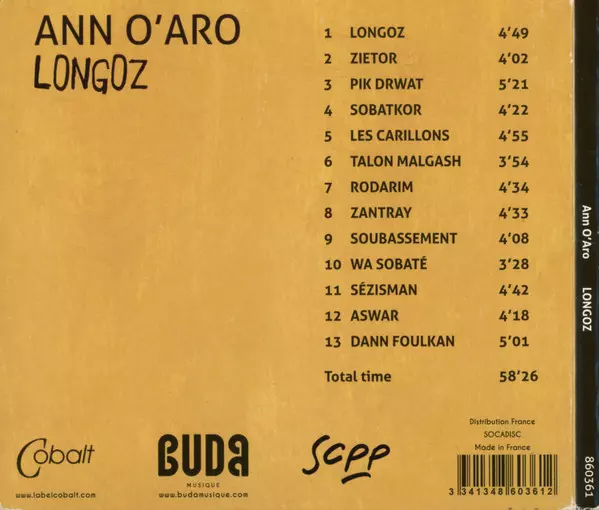 ANN O'ARO
LONGOZ
1 LONGOZ 4'49
2 ZIETOR 4'02
3 PIK DRWAT 5'21
4 SOBATKOR 4'22
5 LES CARILLONS 4'55
6 TALON MALGASH 3'54
7 RODARIM 4'34
8 ZANTRAY 4'33
9 SOUBASSEMENT 4'08
10 WA SOBATÉ 3'28
11 SÉZISMAN 4'42
12 ASWAR 4'18
13 DANN FOULKAN 5'01
Total time 58'26
Cobalt
www.labelcobalt.com
BUDA
MUSIQUE
www.budamusique.com
SCPP
Distribution France
SOCADISC
Made in France
3 341348 603612
Ann O'Aro LONGOZ 860361